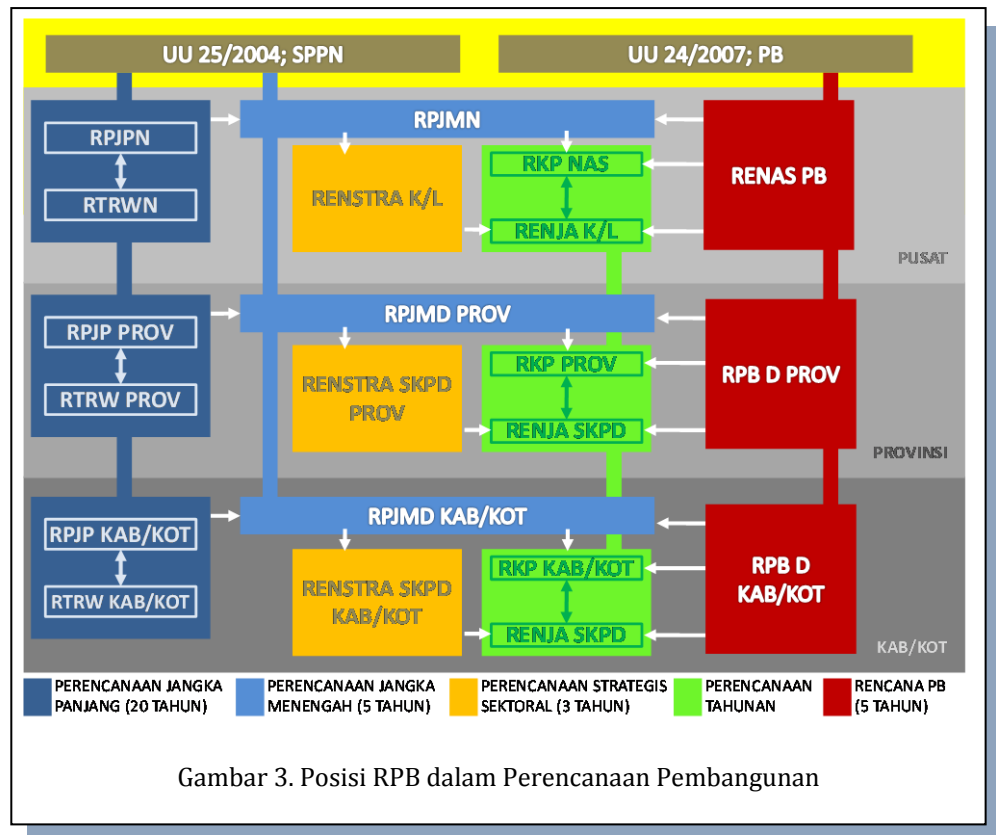 UU 25/2004; SPPN
UU 24/2007; PB
RPJPN
RTRWN
RPJMN
RENSTRA K/L
RKP NAS
RENJA K/L
RENAS PB
PUSAT
RPJP PROV
RTRW PROV
RPJMD PROV
RENSTRA SKPD
PROV
RKP PROV
RENJA SKPD
RPB D PROV
PROVINSI
RPJP KAB/KOT
RTRW KAB/KOT
RPJMD KAB/KOT
RENSTRA SKPD
KAB/KOT
RKP KAB/KOT
RENJA SKPD
RPB D
KAB/KOT
KAB/KOT
PERENCANAAN JANGKA
PANJANG (20 TAHUN)
PERENCANAAN JANGKA
MENENGAH (5 TAHUN)
PERENCANAAN STRATEGIS
SEKTORAL (3 TAHUN)
PERENCANAAN
TAHUNAN
RENCANA PB
(5 TAHUN)
Gambar 3. Posisi RPB dalam Perencanaan Pembangunan